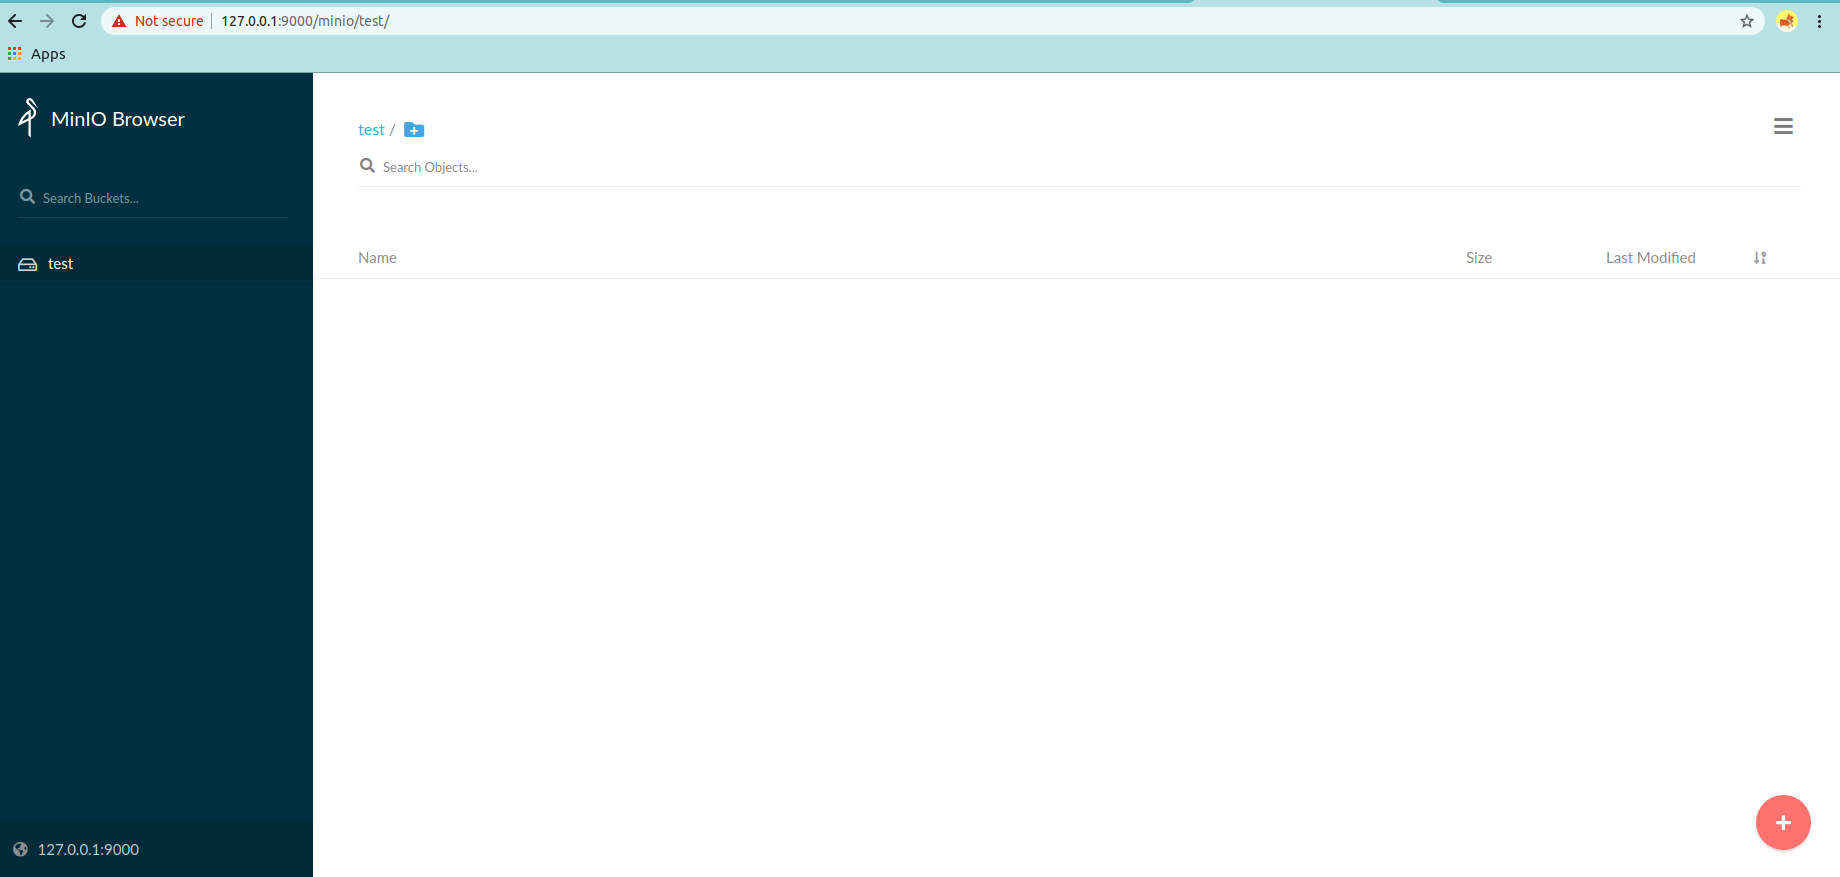 Not secure | 127.0.0.1:9000/minio/test/
Apps
MinIO Browser
Search Buckets...
test
127.0.0.1:9000
test /
Search Objects...
Name Size Last Modified